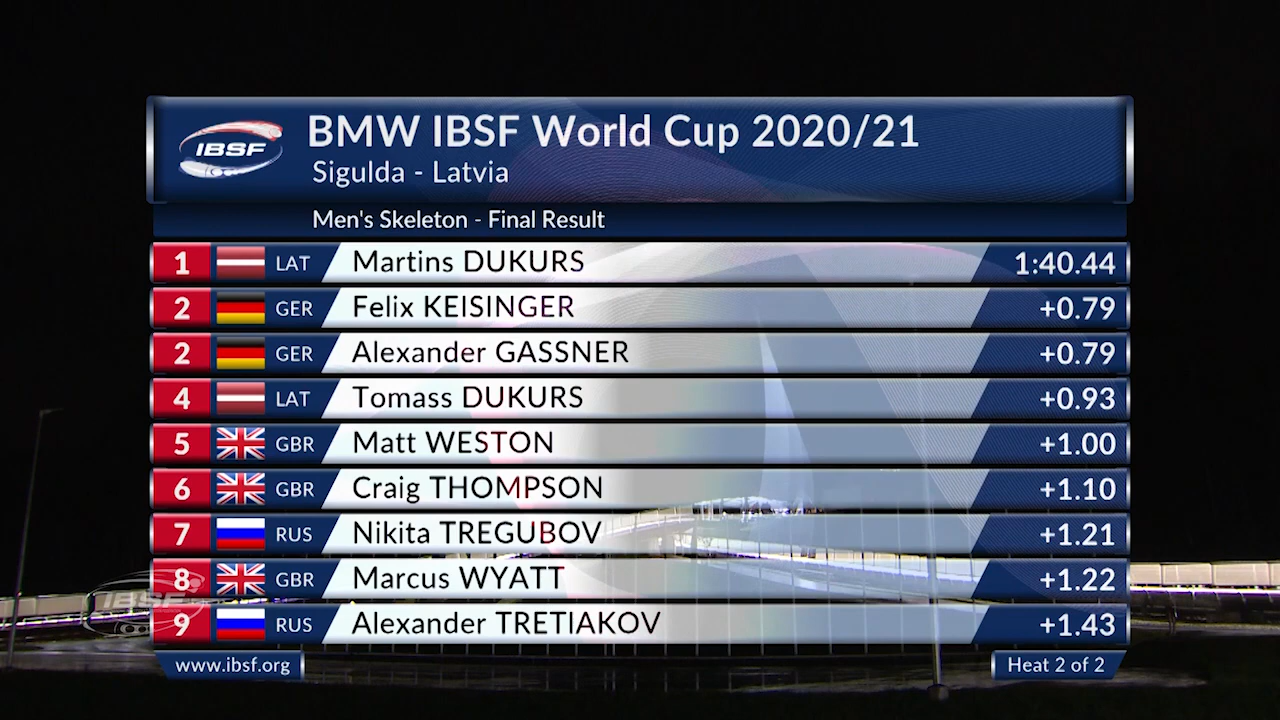 IBSF
BMW IBSF World Cup 2020/21
Sigulda - Latvia
Men's Skeleton - Final Result
1 LAT Martins DUKURS 1:40.44
2 GER Felix KEISINGER +0.79
2 GER Alexander GASSNER +0.79
4 LAT Tomass DUKURS +0.93
5 GBR Matt WESTON +1.00
6 GBR Craig THOMPSON +1.10
7 RUS Nikita TREGUBOV +1.21
8 GBR Marcus WYATT +1.22
9 RUS Alexander TRETIAKOV +1.43
IBSF
www.ibsf.org Heat 2 of 2